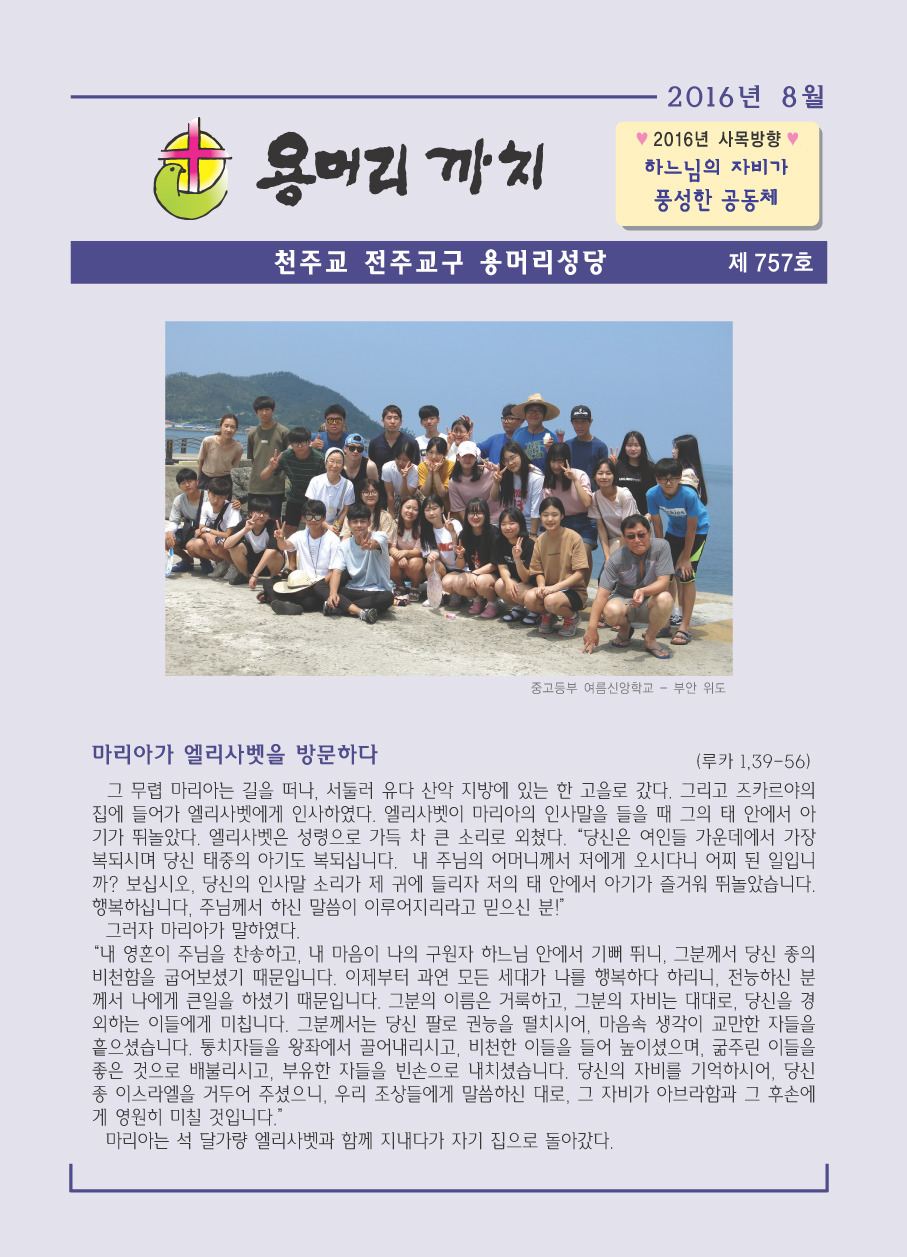 2016년 8월
용머리 까치
♥ 2016년 사목방향 ♥
하느님의 자비가
풍성한 공동체
천주교 전주교구 용머리성당
제 757호
중고등부 여름신앙학교 - 부안 위도
마리아가 엘리사벳을 방문하다
(루카 1,39-56)
그 무렵 마리아는 길을 떠나, 서둘러 유다 산악 지방에 있는 한 고을로 갔다. 그리고 즈카르야의
집에 들어가 엘리사벳에게 인사하였다. 엘리사벳이 마리아의 인사말을 들을 때 그의 태 안에서 아
기가 뛰놀았다. 엘리사벳은 성령으로 가득 차 큰 소리로 외쳤다. “당신은 여인들 가운데에서 가장
복되시며 당신 태중의 아기도 복되십니다. 내 주님의 어머니께서 저에게 오시다니 어찌 된 일입니
까? 보십시오, 당신의 인사말 소리가 제 귀에 들리자 저의 태 안에서 아기가 즐거워 뛰놀았습니다.
행복하십니다, 주님께서 하신 말씀이 이루어지리라고 믿으신 분!”
그러자 마리아가 말하였다.
“내 영혼이 주님을 찬송하고, 내 마음이 나의 구원자 하느님 안에서 기뻐 뛰니, 그분께서 당신 종의
비천함을 굽어보셨기 때문입니다. 이제부터 과연 모든 세대가 나를 행복하다 하리니, 전능하신 분
께서 나에게 큰일을 하셨기 때문입니다. 그분의 이름은 거룩하고, 그분의 자비는 대대로, 당신을 경
외하는 이들에게 미칩니다. 그분께서는 당신 팔로 권능을 떨치시어, 마음속 생각이 교만한 자들을
흩으셨습니다. 통치자들을 왕좌에서 끌어내리시고, 비천한 이들을 들어 높이셨으며, 굶주린 이들을
좋은 것으로 배불리시고, 부유한 자들을 빈손으로 내치셨습니다. 당신의 자비를 기억하시어, 당신
종 이스라엘을 거두어 주셨으니, 우리 조상들에게 말씀하신 대로, 그 자비가 아브라함과 그 후손에
게 영원히 미칠 것입니다.”
마리아는 석 달가량 엘리사벳과 함께 지내다가 자기 집으로 돌아갔다.